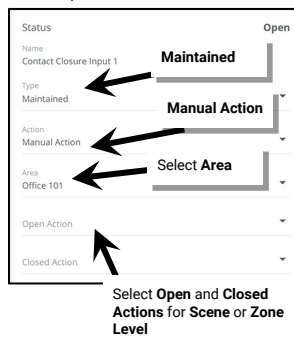 Status Open
Name
Contact Closure Input 1
Maintained
Type
Maintained
Manual Action
Action
Manual Action
Select Area
Area
Office 101
Open Action
Closed Action
Select Open and Closed
Actions for Scene or Zone
Level